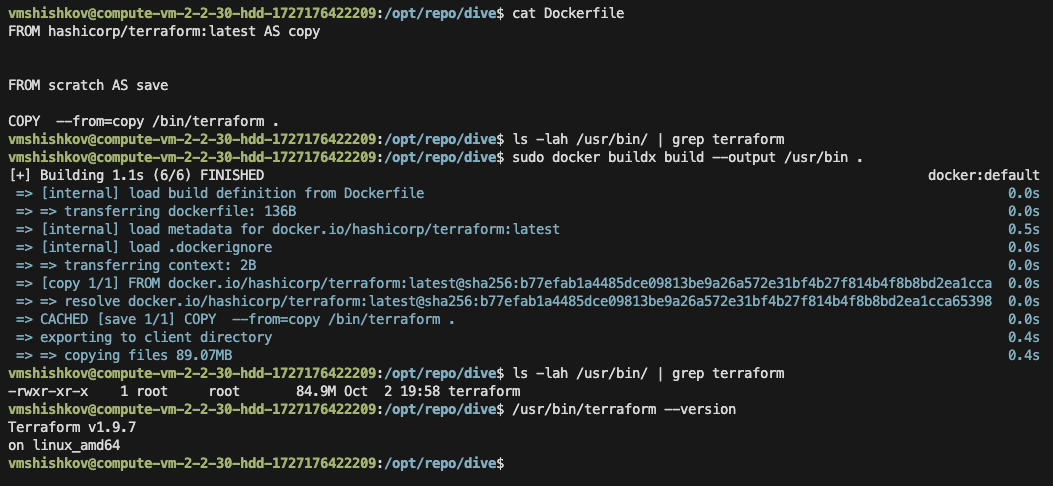 vmshishkov@compute-vm-2-2-30-hdd-1727176422209:/opt/repo/dive$ cat Dockerfile
FROM hashicorp/terraform:latest AS copy
FROM scratch AS save
COPY  --from=copy /bin/terraform .
vmshishkov@compute-vm-2-2-30-hdd-1727176422209:/opt/repo/dive$ ls -lah /usr/bin/ | grep terraform
vmshishkov@compute-vm-2-2-30-hdd-1727176422209:/opt/repo/dive$ sudo docker buildx build --output /usr/bin .
[+] Building 1.1s (6/6) FINISHED docker:default
=> [internal] load build definition from Dockerfile 0.0s
=> => transferring dockerfile: 136B 0.0s
=> [internal] load metadata for docker.io/hashicorp/terraform:latest 0.5s
=> [internal] load .dockerignore 0.0s
=> => transferring context: 2B 0.0s
=> [copy 1/1] FROM docker.io/hashicorp/terraform:latest@sha256:b77efab1a4485dce09813be9a26a572e31bf4b27f814b4f8b8bd2ea1cca 0.0s
=> => resolve docker.io/hashicorp/terraform:latest@sha256:b77efab1a4485dce09813be9a26a572e31bf4b27f814b4f8b8bd2ea1cca65398 0.0s
=> CACHED [save 1/1] COPY  --from=copy /bin/terraform . 0.0s
=> exporting to client directory 0.4s
=> => copying files 89.07MB 0.4s
vmshishkov@compute-vm-2-2-30-hdd-1727176422209:/opt/repo/dive$ ls -lah /usr/bin/ | grep terraform
-rwxr-xr-x    1 root     root       84.9M Oct  2 19:58 terraform
vmshishkov@compute-vm-2-2-30-hdd-1727176422209:/opt/repo/dive$ /usr/bin/terraform --version
Terraform v1.9.7
on linux_amd64
vmshishkov@compute-vm-2-2-30-hdd-1727176422209:/opt/repo/dive$